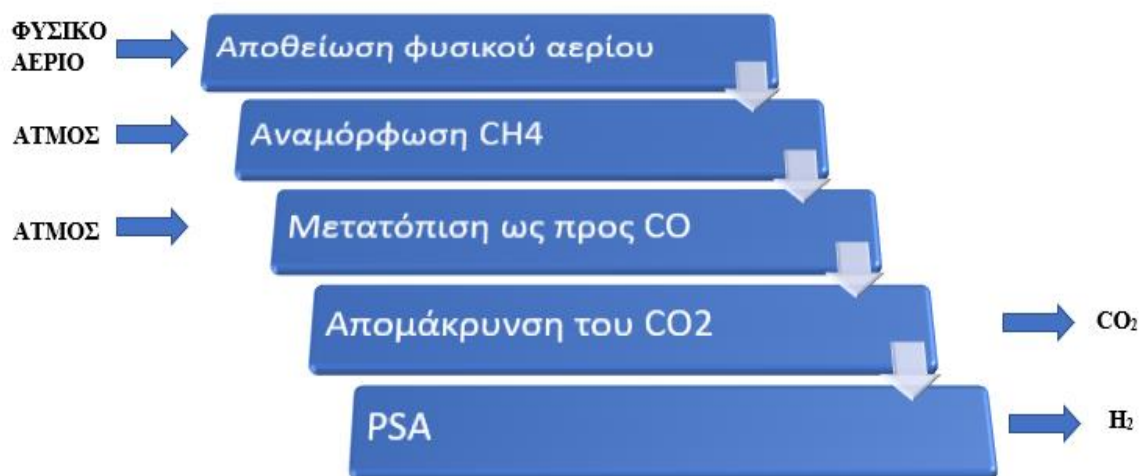 ΦΥΣΙΚΟ
ΑΕΡΙΟ
Αποθείωση φυσικού αερίου
ΑΤΜΟΣ
Αναμόρφωση CH4
ΑΤΜΟΣ
Μετατόπιση ως προς CO
Απομάκρυνση του CO2
CO₂
PSA
H₂